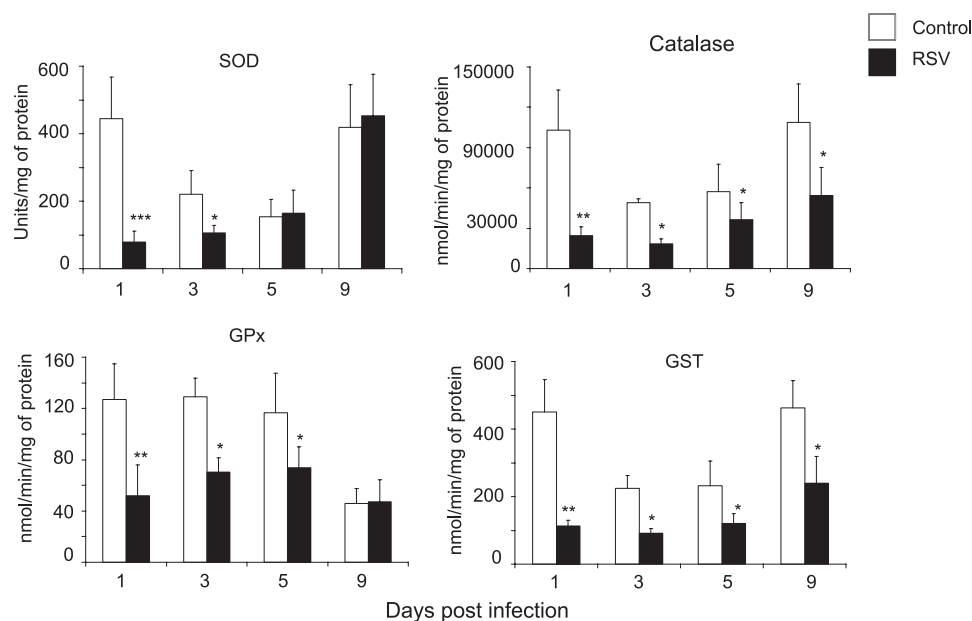 Control
RSV
SOD
Units/mg of protein
600
400
200
0
***
*
1 3 5 9
Catalase
nmol/min/mg of protein
150000
90000
30000
0
**
*
*
*
1 3 5 9
GPx
nmol/min/mg of protein
160
120
80
40
0
**
*
*
1 3 5 9
GST
nmol/min/mg of protein
600
400
200
0
**
*
*
*
1 3 5 9
Days post infection